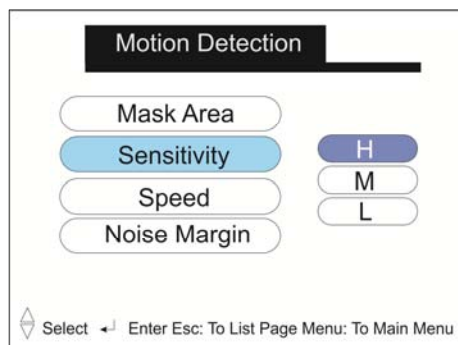 Motion Detection
Mask Area
Sensitivity
H
Speed
M
L
Noise Margin
Select Enter Esc: To List Page Menu: To Main Menu